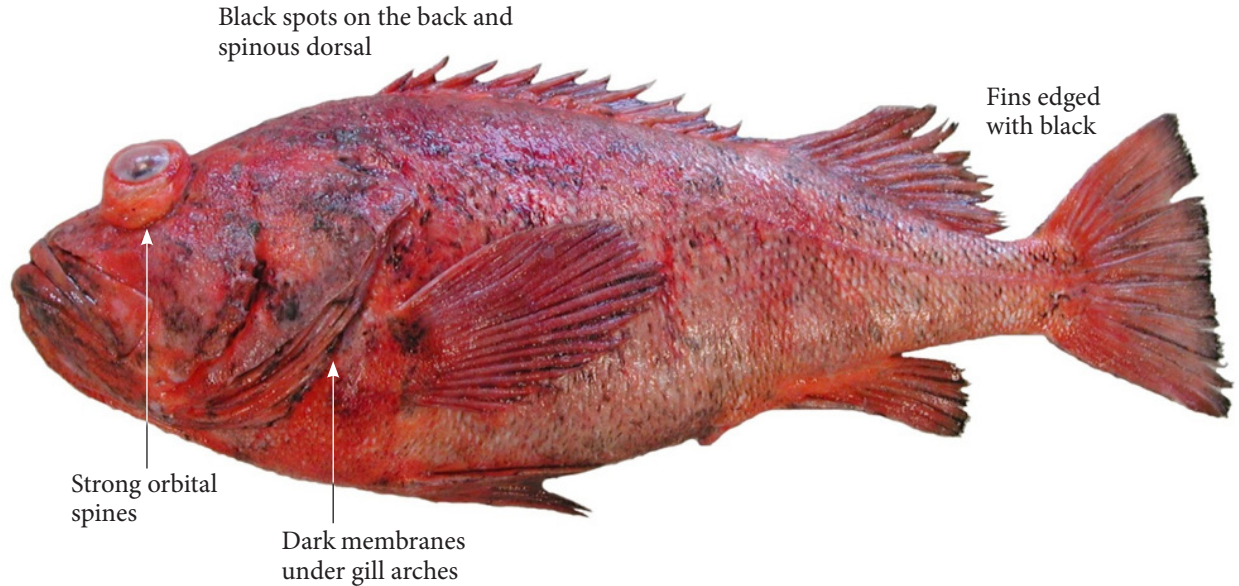 Black spots on the back and
spinous dorsal
Fins edged
with black
Strong orbital
spines
Dark membranes
under gill arches